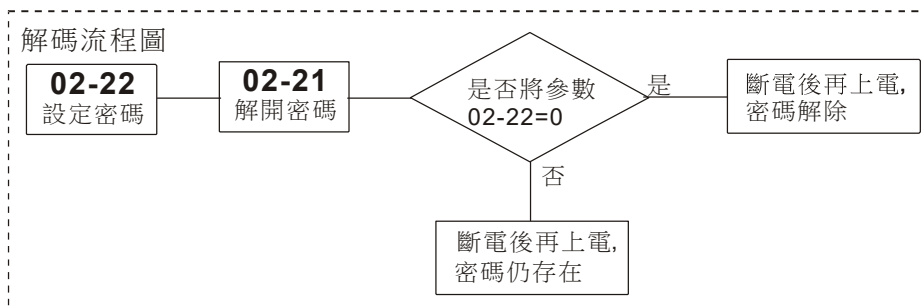 解碼流程圖
02-22
設定密碼
02-21
解開密碼
是否將參數
02-22=0
是
斷電後再上電,
密碼解除
否
斷電後再上電,
密碼仍存在